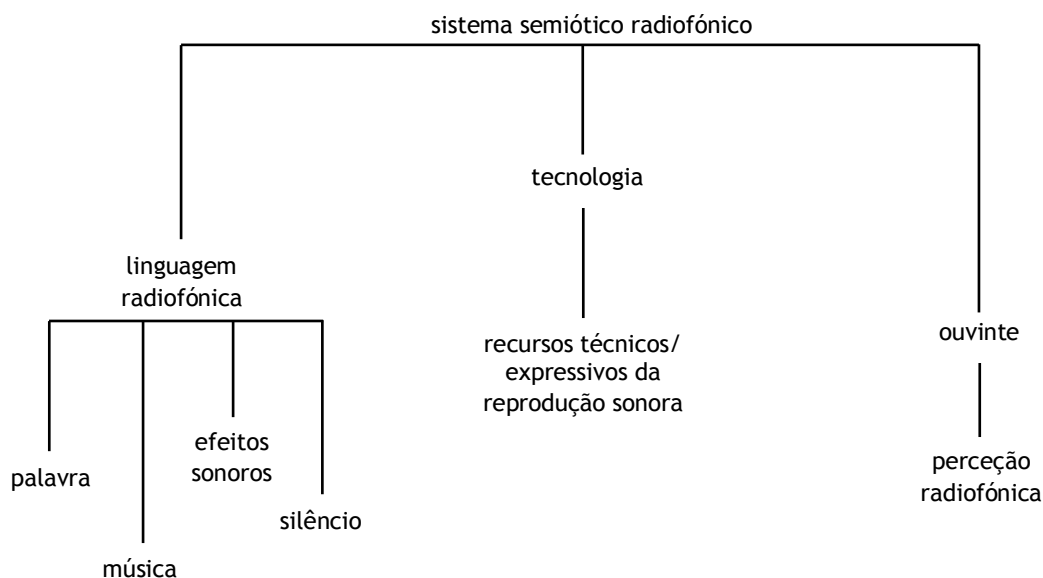 sistema semiótico radiofónico
tecnologia
linguagem
radiofónica
ouvinte
recursos técnicos/
expressivos da
reprodução sonora
efeitos
sonoros
palavra
perceção
radiofónica
silêncio
música